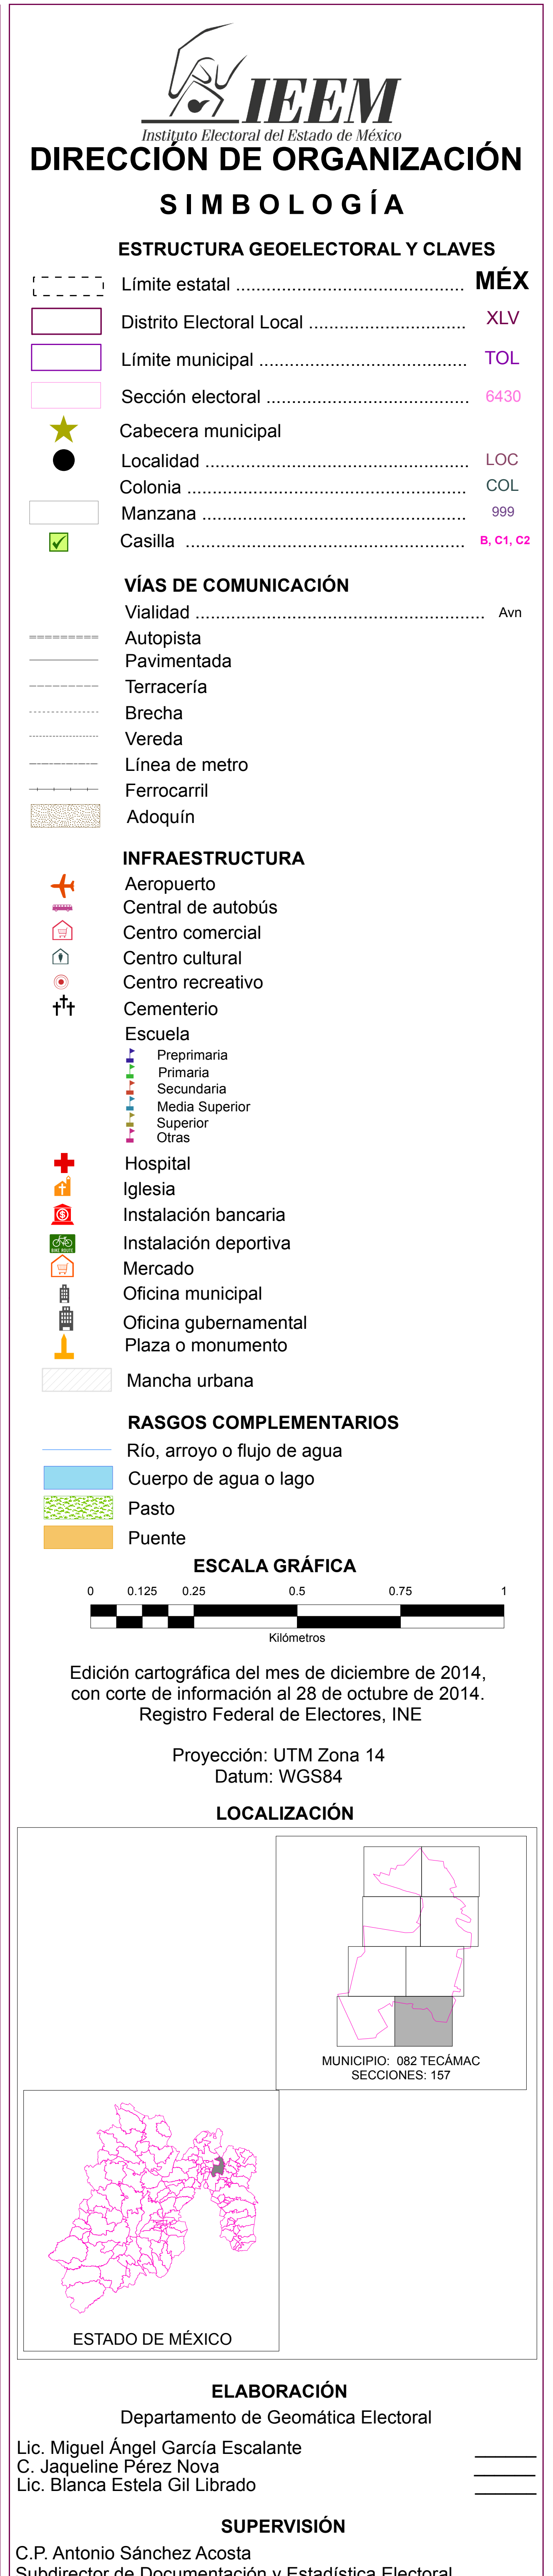 IEEM
Instituto Electoral del Estado de México
DIRECCIÓN DE ORGANIZACIÓN
SIMBOLOGÍA
ESTRUCTURA GEOELECTORAL Y CLAVES
Límite estatal ............................................ MÉX
Distrito Electoral Local .............................. XLV
Límite municipal ........................................ TOL
Sección electoral ....................................... 6430
Cabecera municipal
Localidad ................................................... LOC
Colonia ...................................................... COL
Manzana ................................................... 999
Casilla ...................................................... B, C1, C2
VÍAS DE COMUNICACIÓN
Vialidad ........................................................ Avn
Autopista
Pavimentada
Terracería
Brecha
Vereda
Línea de metro
Ferrocarril
Adoquín
INFRAESTRUCTURA
Aeropuerto
Central de autobús
Centro comercial
Centro cultural
Centro recreativo
Cementerio
Escuela
Preprimaria
Primaria
Secundaria
Media Superior
Superior
Otras
Hospital
Iglesia
Instalación bancaria
BIKE ROUTE Instalación deportiva
Mercado
Oficina municipal
Oficina gubernamental
Plaza o monumento
Mancha urbana
RASGOS COMPLEMENTARIOS
Río, arroyo o flujo de agua
Cuerpo de agua o lago
Pasto
Puente
ESCALA GRÁFICA
0 0.125 0.25 0.5 0.75 1
Kilómetros
Edición cartográfica del mes de diciembre de 2014,
con corte de información al 28 de octubre de 2014.
Registro Federal de Electores, INE
Proyección: UTM Zona 14
Datum: WGS84
LOCALIZACIÓN
MUNICIPIO: 082 TECÁMAC
SECCIONES: 157
ESTADO DE MÉXICO
ELABORACIÓN
Departamento de Geomática Electoral
Lic. Miguel Ángel García Escalante
C. Jaqueline Pérez Nova
Lic. Blanca Estela Gil Librado
SUPERVISIÓN
C.P. Antonio Sánchez Acosta
Subdirector de Documentación y Estadística Electoral